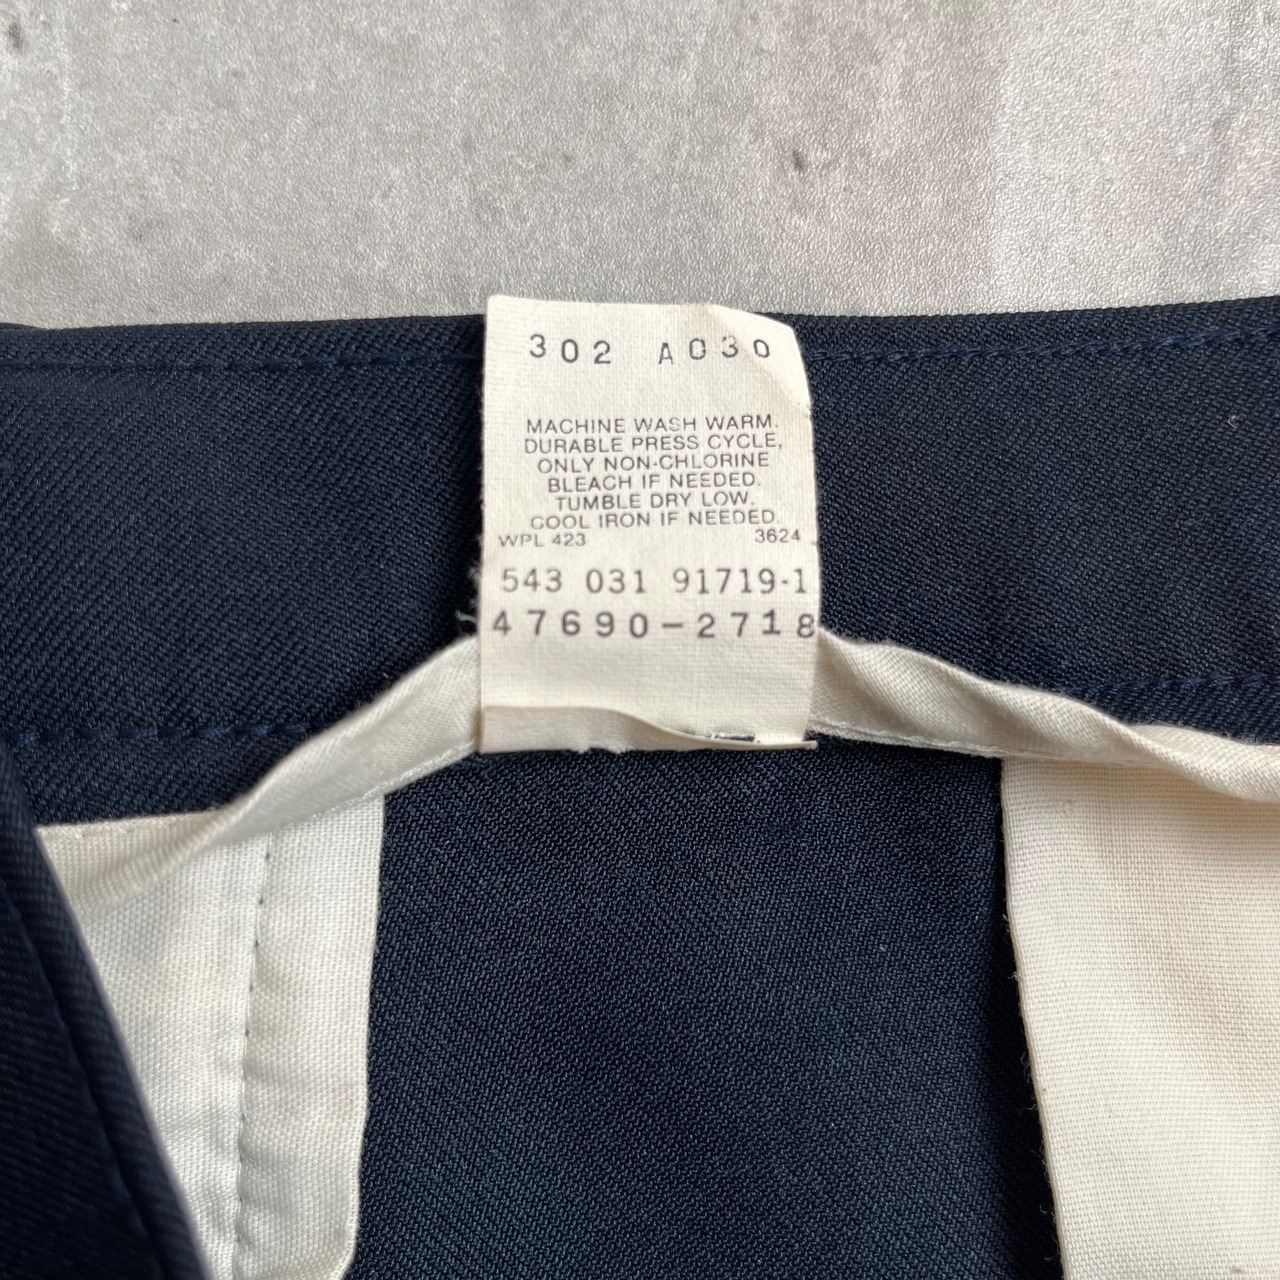 302 A030
MACHINE WASH WARM.
DURABLE PRESS CYCLE,
ONLY NON-CHLORINE
BLEACH IF NEEDED.
TUMBLE DRY LOW.
COOL IRON IF NEEDED.
WPL 423 3624
543 031 91719-1
47690-2718